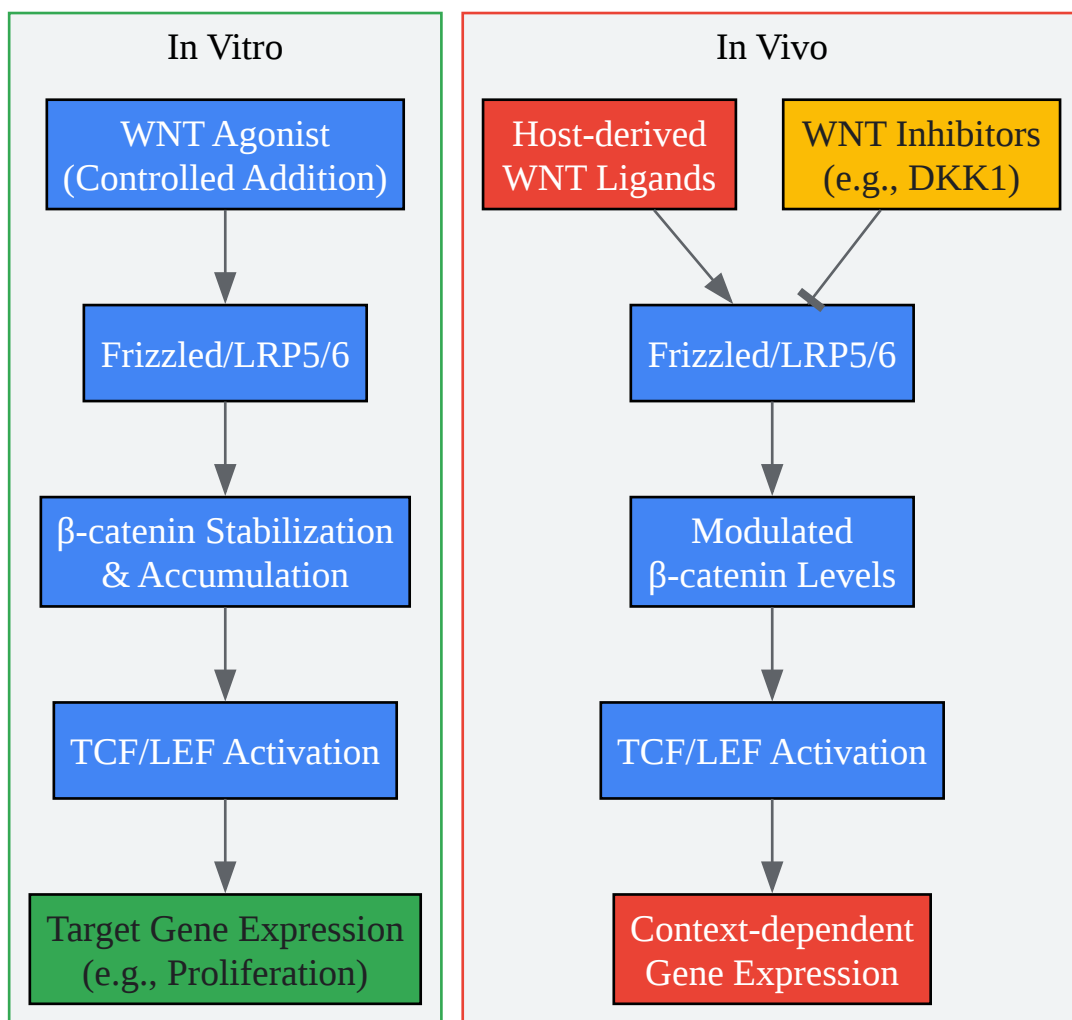 In Vitro
WNT Agonist
(Controlled Addition)
Frizzled/LRP5/6
β-catenin Stabilization
& Accumulation
TCF/LEF Activation
Target Gene Expression
(e.g., Proliferation)
In Vivo
Host-derived
WNT Ligands
WNT Inhibitors
(e.g., DKK1)
Frizzled/LRP5/6
Modulated
β-catenin Levels
TCF/LEF Activation
Context-dependent
Gene Expression